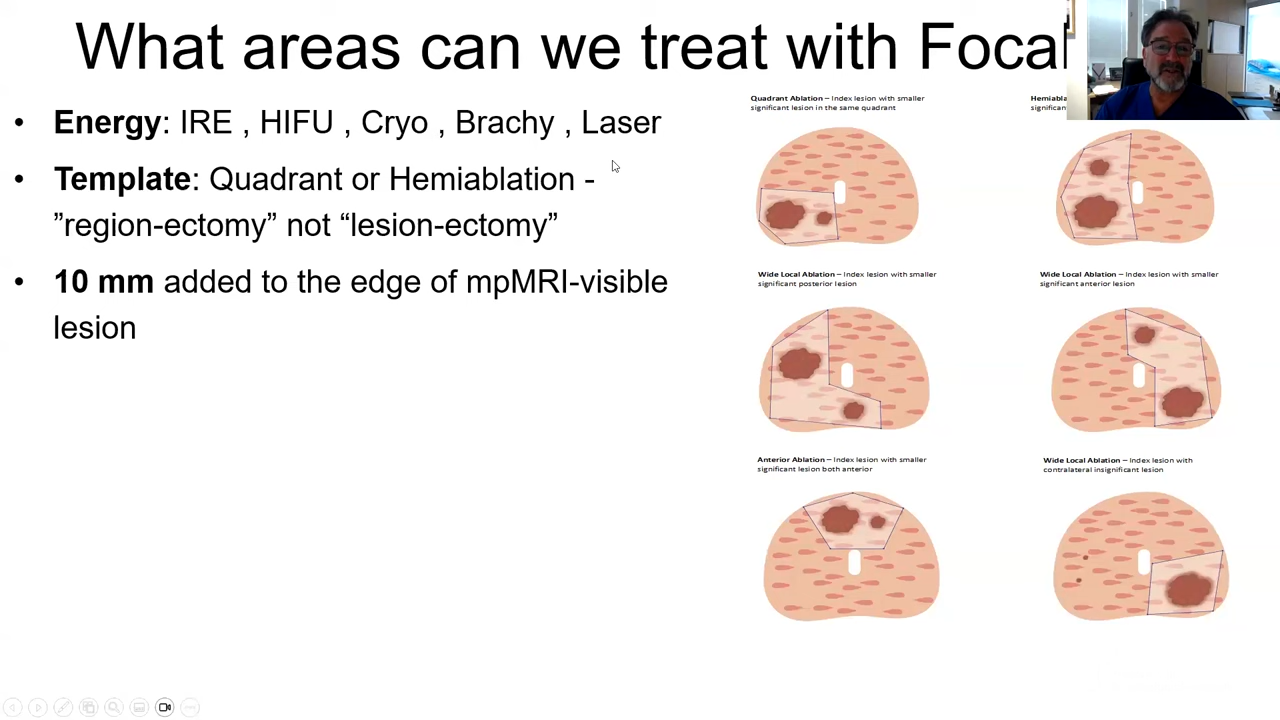 What areas can we treat with Focal
• Energy: IRE , HIFU , Cryo , Brachy , Laser
• Template: Quadrant or Hemiablation -
”region-ectomy” not “lesion-ectomy”
• 10 mm added to the edge of mpMRI-visible
lesion
Quadrant Ablation – Index lesion with smaller
significant lesion in the same quadrant
Wide Local Ablation – Index lesion with smaller
significant posterior lesion
Wide Local Ablation – Index lesion with smaller
significant anterior lesion
Anterior Ablation – Index lesion with smaller
significant lesion both anterior
Wide Local Ablation – Index lesion with
contralateral insignificant lesion